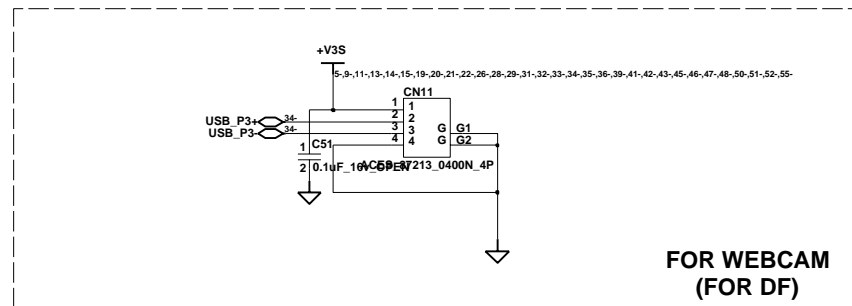 +V3S
5-,9-,11-,13-,14-,15-,19-,20-,21-,22-,26-,28-,29-,31-,32-,33-,34-,35-,36-,39-,41-,42-,43-,45-,46-,47-,48-,50-,51-,52-,55-
CN11
1 1
USB_P3+ 34- 2 2
USB_P3- 34- 3 3 G G1
4 4 G G2
1 C51
2 0.1uF_16V_OPEN
ACES_87213_0400N_4P
FOR WEBCAM
(FOR DF)